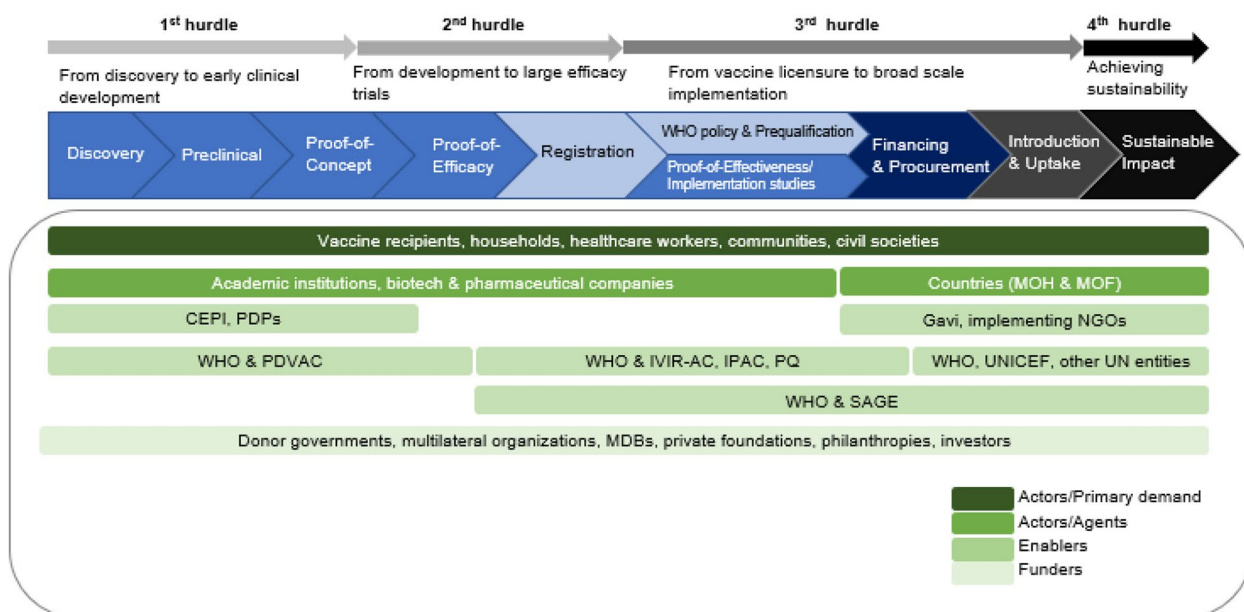 1st hurdle
2nd hurdle
3rd hurdle
4th hurdle
From discovery to early clinical
development
From development to large efficacy
trials
From vaccine licensure to broad scale
implementation
Achieving
sustainability
Discovery
Preclinical
Proof-of-
Concept
Proof-of-
Efficacy
Registration
WHO policy & Prequalification
Proof-of-Effectiveness/
Implementation studies
Financing
& Procurement
Introduction
& Uptake
Sustainable
Impact
Vaccine recipients, households, healthcare workers, communities, civil societies
Academic institutions, biotech & pharmaceutical companies
Countries (MOH & MOF)
CEPI, PDPs
Gavi, implementing NGOs
WHO & PDVAC
WHO & IVIR-AC, IPAC, PQ
WHO, UNICEF, other UN entities
WHO & SAGE
Donor governments, multilateral organizations, MDBs, private foundations, philanthropies, investors
Actors/Primary demand
Actors/Agents
Enablers
Funders